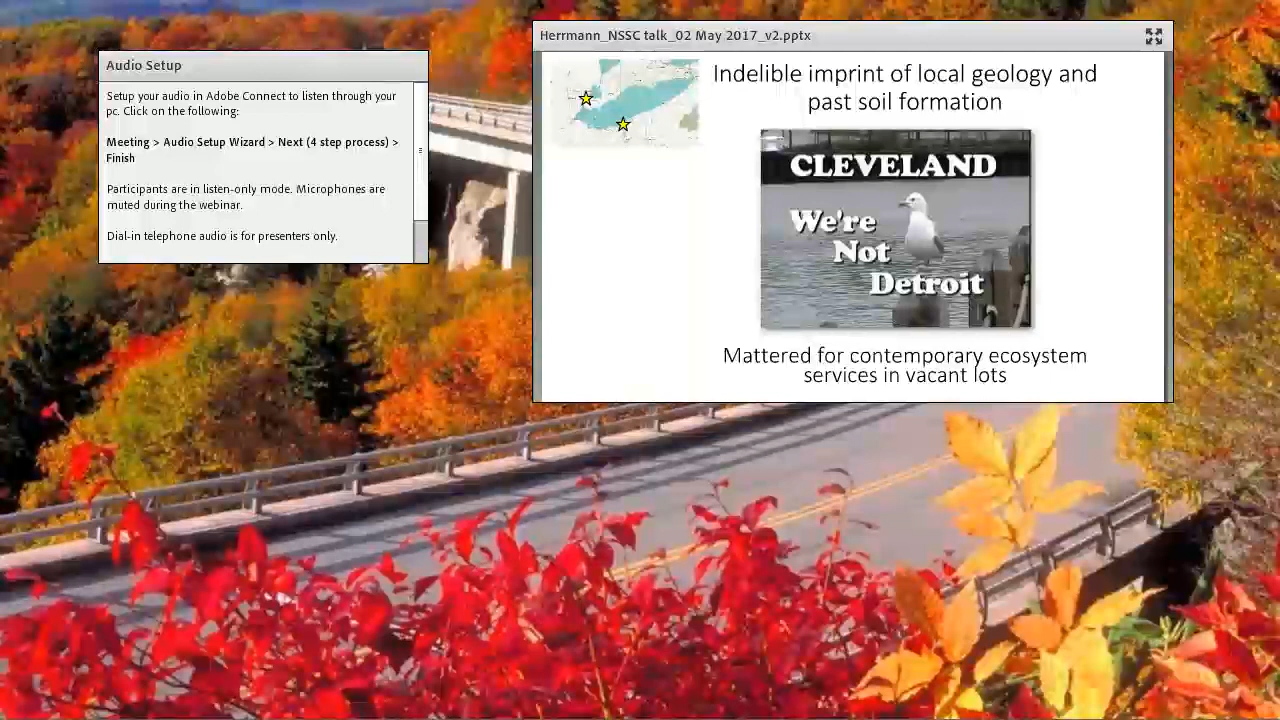 Audio Setup
Setup your audio in Adobe Connect to listen through your
pc. Click on the following:
Meeting > Audio Setup Wizard > Next (4 step process) >
Finish
Participants are in listen-only mode. Microphones are
muted during the webinar.
Dial-in phone audio is for presenters only.
Herrmann_NSSC talk_02 May 2017_v2.pptx
Indelible imprint of local geology and
past soil formation
CLEVELAND
We're
Not
Detroit
Mattered for contemporary ecosystem
services in vacant lots